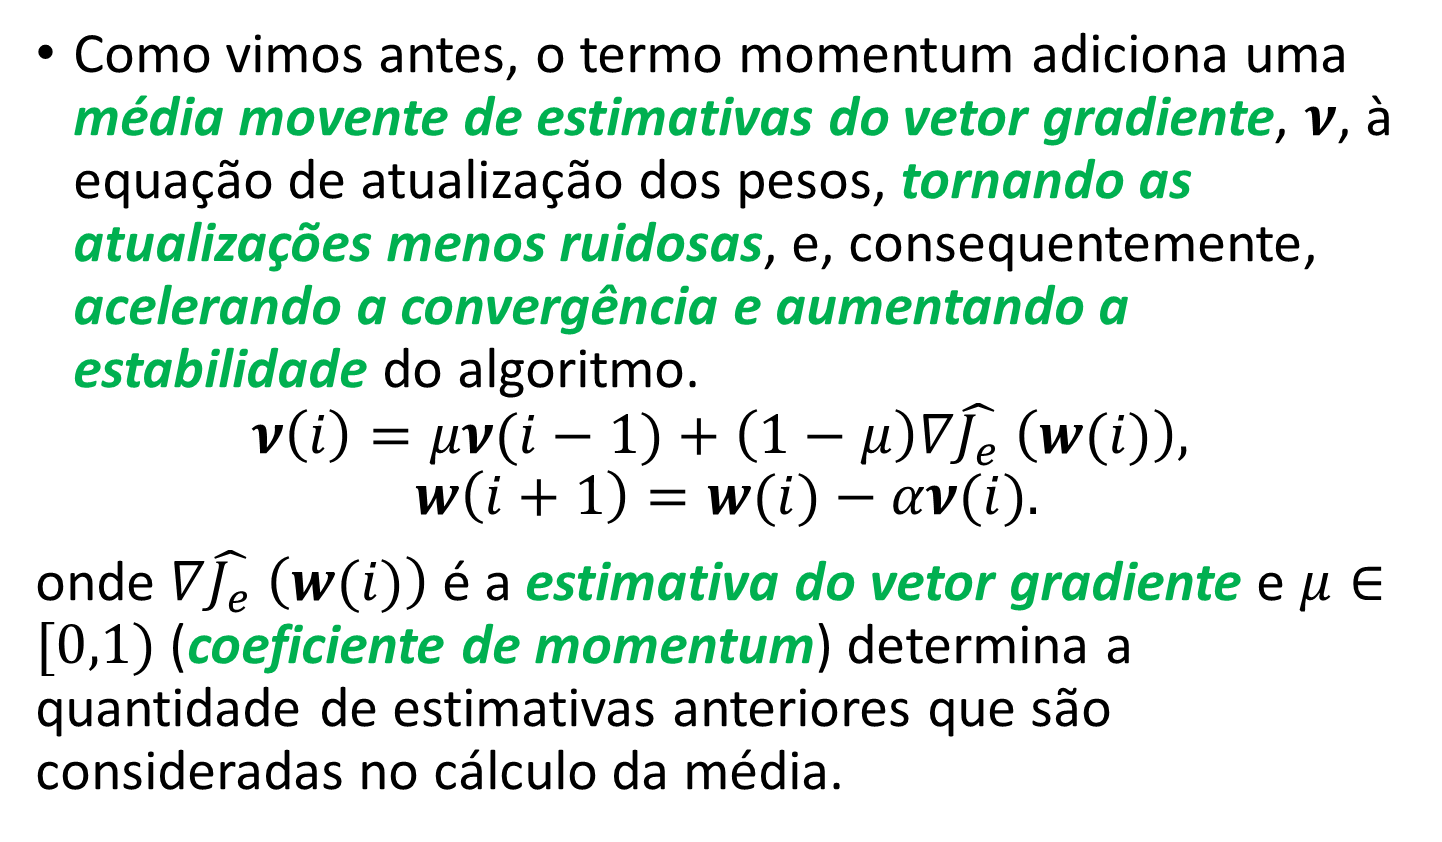 • Como vimos antes, o termo momentum adiciona uma
média movente de estimativas do vetor gradiente, 𝝂, à
equação de atualização dos pesos, tornando as
atualizações menos ruidosas, e, consequentemente,
acelerando a convergência e aumentando a
estabilidade do algoritmo.
𝝂(𝑖) = 𝜇𝝂(𝑖 − 1) + (1 − 𝜇)∇𝐽̂ₑ (𝒘(𝑖)),
𝒘(𝑖 + 1) = 𝒘(𝑖) − 𝛼𝝂(𝑖).
onde ∇𝐽̂ₑ (𝒘(𝑖)) é a estimativa do vetor gradiente e 𝜇 ∈
[0,1) (coeficiente de momentum) determina a
quantidade de estimativas anteriores que são
consideradas no cálculo da média.